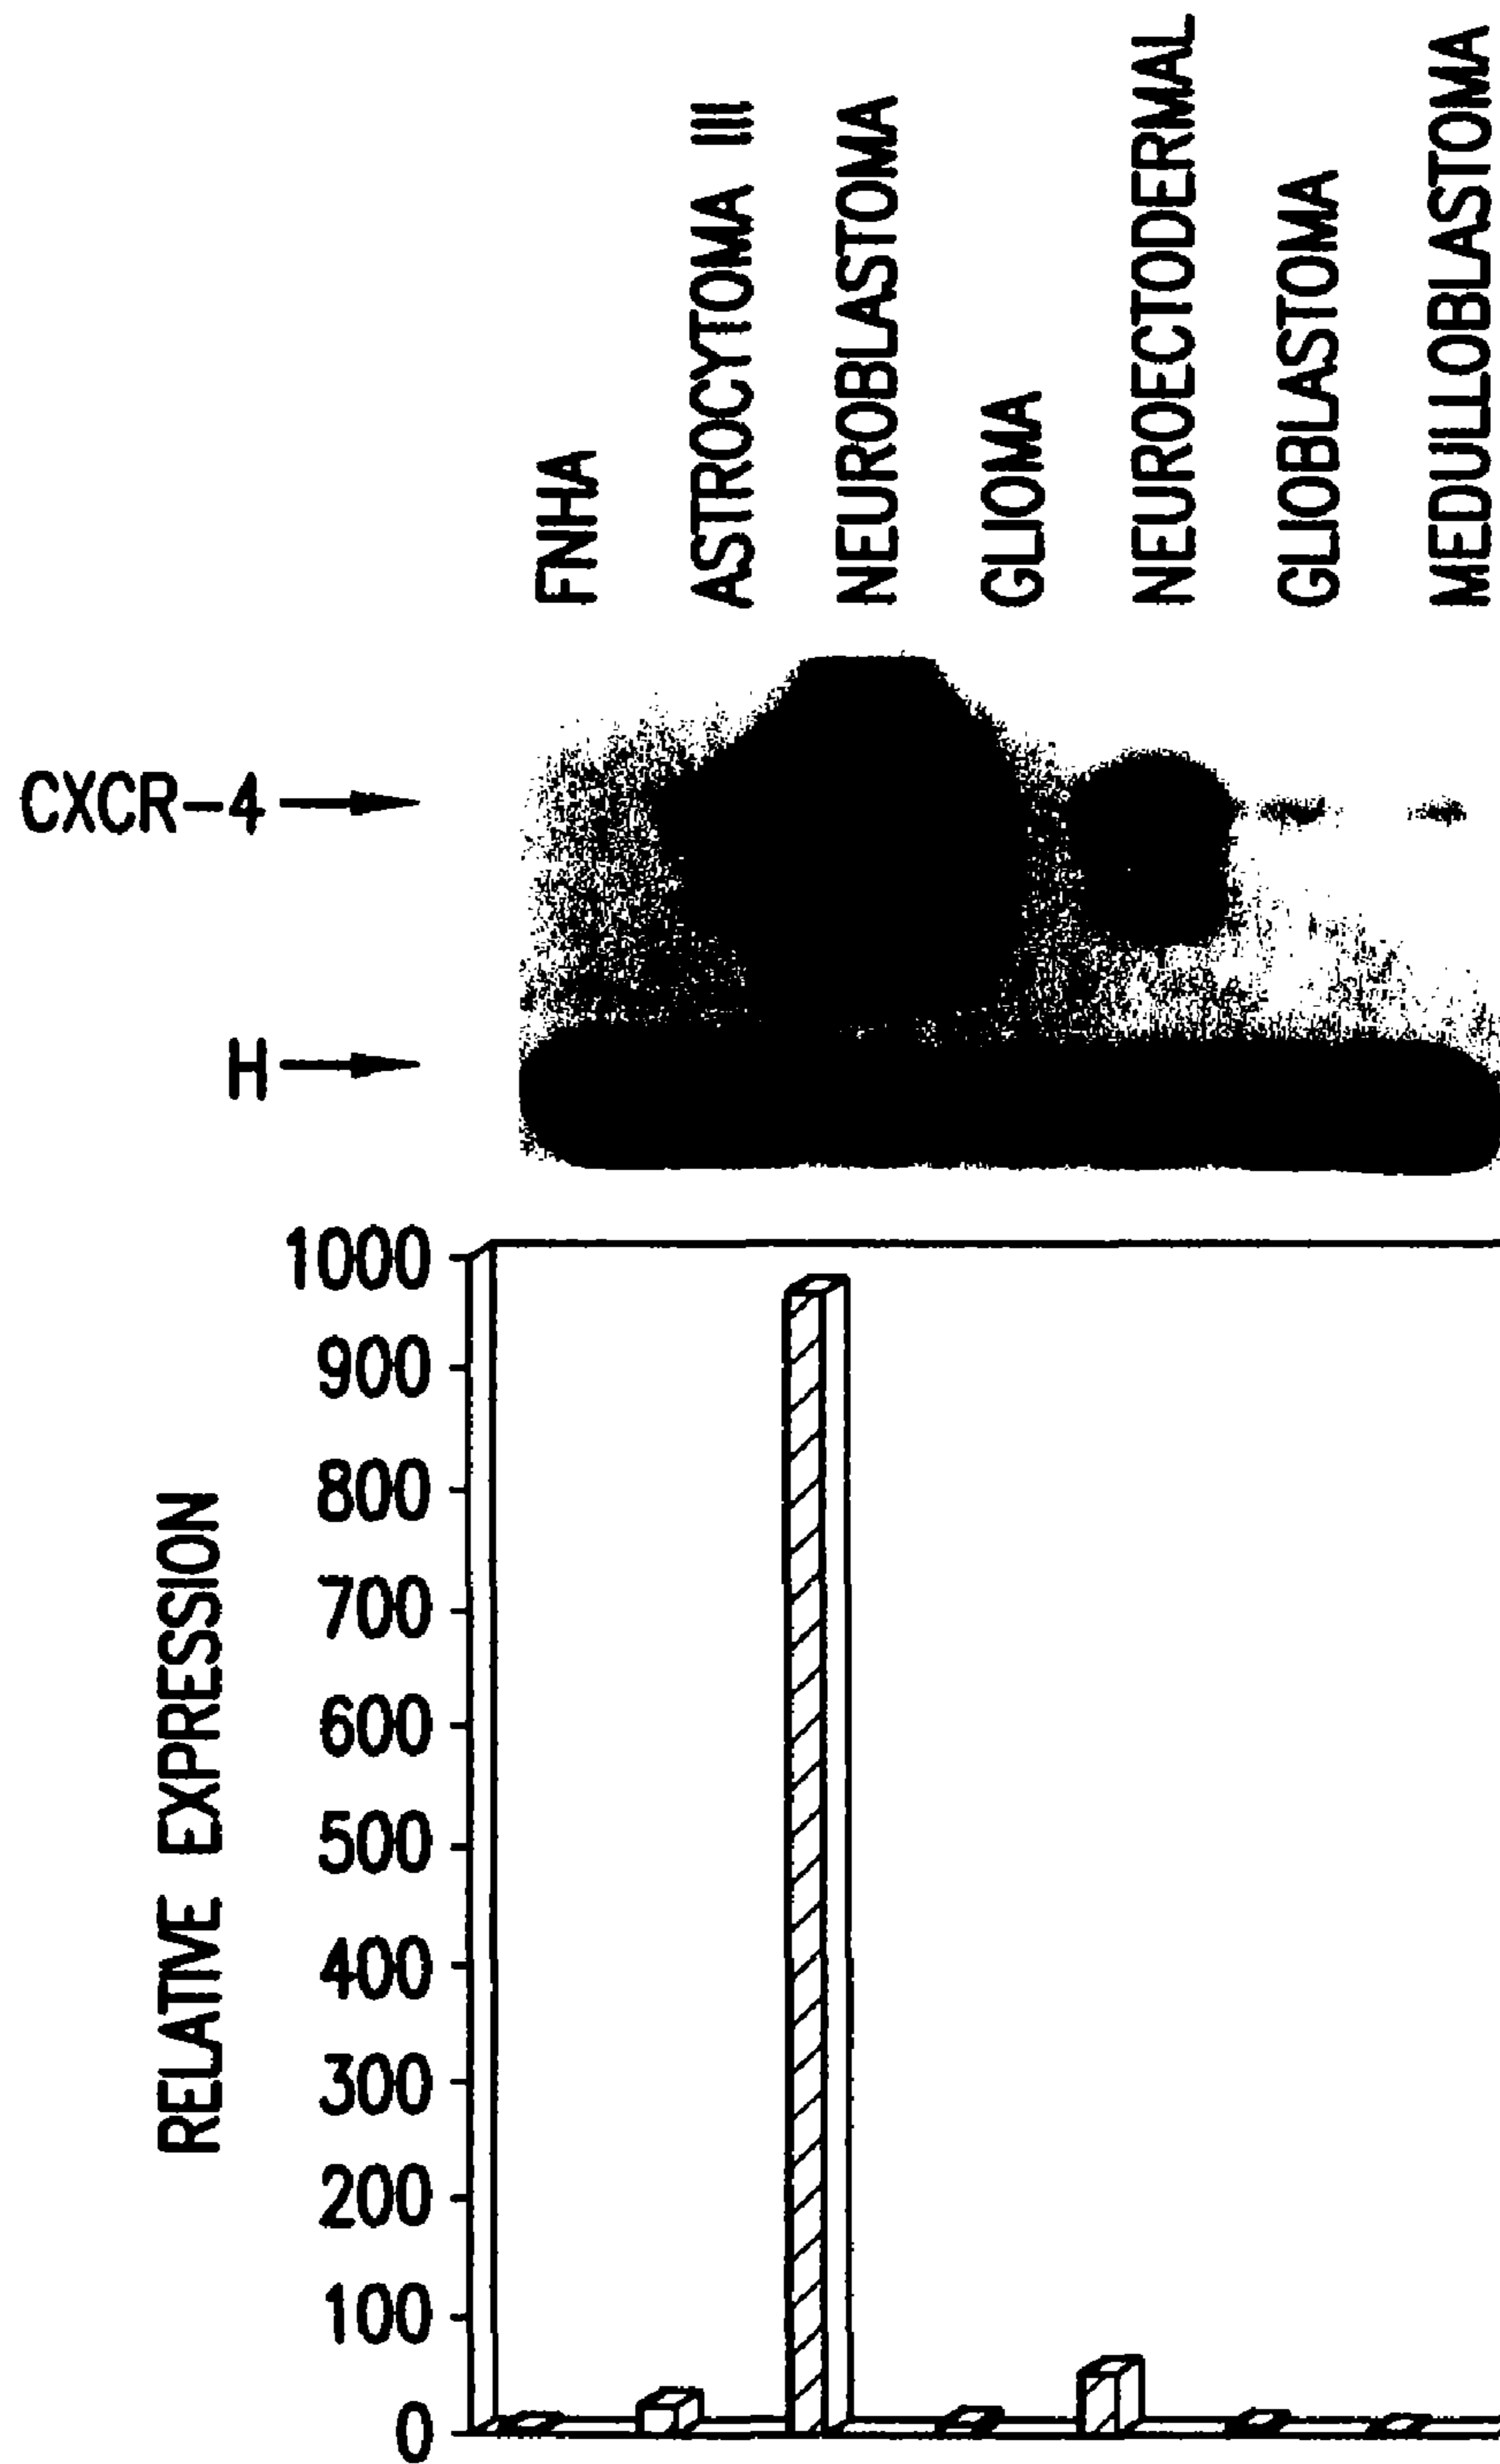 FNHA
ASTROCYTOMA III
NEUROBLASTOMA
GLIOMA
NEUROECTODERMAL
GLIOBLASTOMA
MEDULLOBLASTOMA
CXCR-4
H
1000
900
800
700
600
500
400
300
200
100
0
RELATIVE EXPRESSION